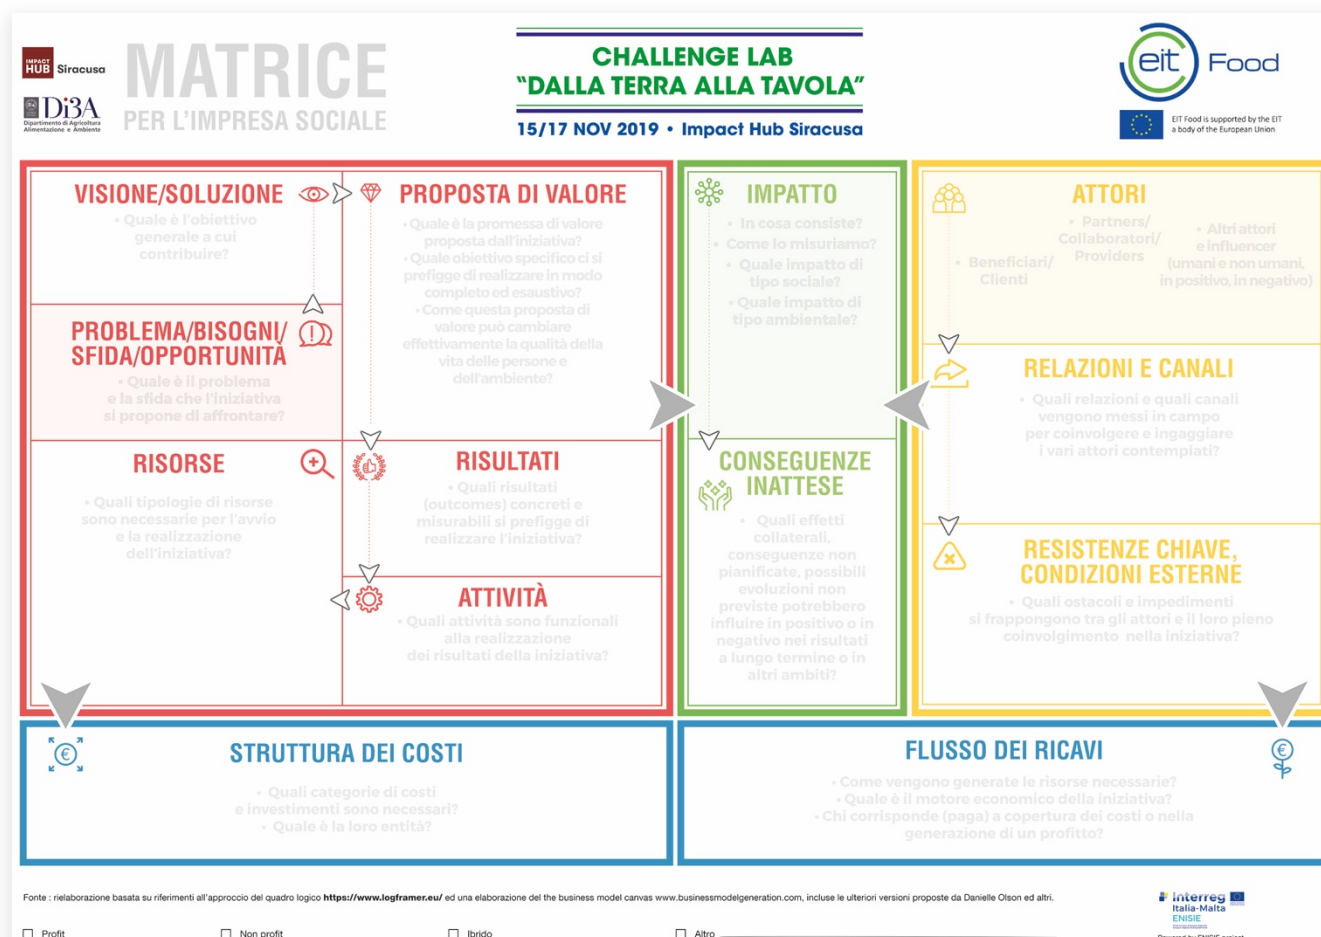 IMPACT
HUB Siracusa
Di3A
Dipartimento di Agricoltura
Alimentazione e Ambiente
MATRICE
PER L'IMPRESA SOCIALE
CHALLENGE LAB
"DALLA TERRA ALLA TAVOLA"
15/17 NOV 2019 • Impact Hub Siracusa
eit Food
EIT Food is supported by the EIT
a body of the European Union
VISIONE/SOLUZIONE
• Quale è l'obiettivo
generale a cui
contribuire?
PROBLEMA/BISOGNI/
SFIDA/OPPORTUNITÀ
• Quale è il problema
e la sfida che l'iniziativa
si propone di affrontare?
RISORSE
• Quali tipologie di risorse
sono necessarie per l'avvio
e la realizzazione
dell'iniziativa?
PROPOSTA DI VALORE
• Quale è la promessa di valore
proposta dall'iniziativa?
• Quale obiettivo specifico ci si
prefigge di realizzare in modo
completo ed esaustivo?
• Come questa proposta di
valore può cambiare
effettivamente la qualità della
vita delle persone e
dell'ambiente?
RISULTATI
• Quali risultati
(outcomes) concreti e
misurabili si prefigge di
realizzare l'iniziativa?
ATTIVITÀ
• Quali attività sono funzionali
alla realizzazione
dei risultati della iniziativa?
IMPATTO
• In cosa consiste?
• Come lo misuriamo?
• Quale impatto di
tipo sociale?
• Quale impatto di
tipo ambientale?
CONSEGUENZE
INATTESE
• Quali effetti
collaterali,
conseguenze non
pianificate, possibili
evoluzioni non
previste potrebbero
influire in positivo o in
negativo nei risultati
a lungo termine o in
altri ambiti?
ATTORI
• Beneficiari/
Clienti
• Partners/
Collaboratori/
Providers
• Altri attori
e influencer
(umani e non umani,
in positivo, in negativo)
RELAZIONI E CANALI
• Quali relazioni e quali canali
vengono messi in campo
per coinvolgere e ingaggiare
i vari attori contemplati?
RESISTENZE CHIAVE,
CONDIZIONI ESTERNE
• Quali ostacoli e impedimenti
si frappongono tra gli attori e il loro pieno
coinvolgimento nella iniziativa?
STRUTTURA DEI COSTI
• Quali categorie di costi
e investimenti sono necessari?
• Quale è la loro entità?
FLUSSO DEI RICAVI
• Come vengono generate le risorse necessarie?
• Quale è il motore economico della iniziativa?
• Chi corrisponde (paga) a copertura dei costi o nella
generazione di un profitto?
Fonte : rielaborazione basata su riferimenti all'approccio del quadro logico https://www.logframer.eu/ ed una elaborazione del the business model canvas www.businessmodelgeneration.com, incluse le ulteriori versioni proposte da Danielle Olson ed altri.
Interreg
Italia-Malta
ENISIE
Powered by ENISIE project
Profit
Non profit
Ibrido
Altro